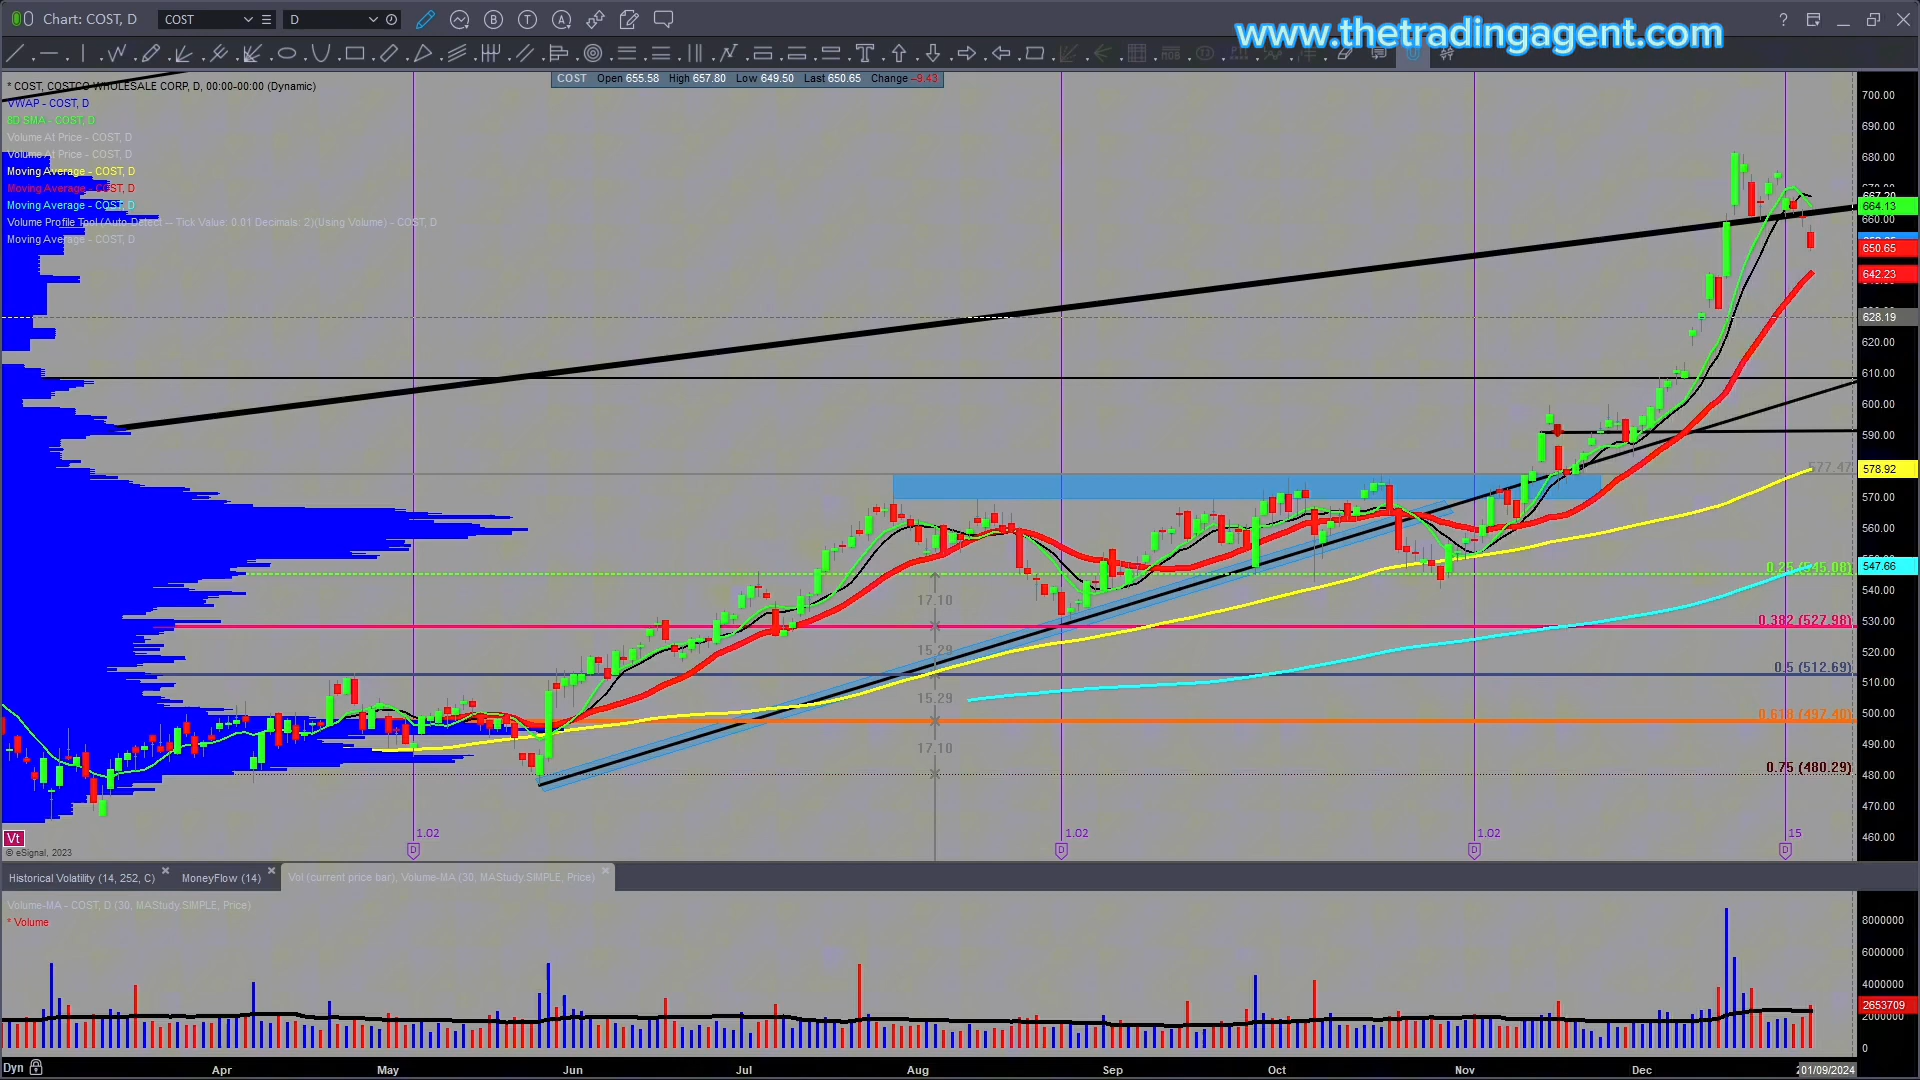 Chart: COST, D
COST
D
www.thetradingagent.com
* COST, COSTCO WHOLESALE CORP, D, 00:00-00:00 (Dynamic)
COST Open 655.58 High 657.80 Low 649.50 Last 650.65 Change -9.43
VWAP - COST, D
8D SMA - COST, D
Volume At Price - COST, D
Volume At Price - COST, D
Moving Average - COST, D
Moving Average - COST, D
Moving Average - COST, D
Volume Profile Tool (Auto-Detect -- Tick Value: 0.01 Decimals: 2)(Using Volume) - COST, D
Moving Average - COST, D
700.00
690.00
680.00
667.20
664.13
660.00
650.65
642.23
628.19
620.00
610.00
600.00
590.00
577.47
578.92
570.00
560.00
0.25 (545.08)
547.66
540.00
530.00
0.382 (527.98)
520.00
0.5 (512.69)
510.00
0.618 (497.40)
500.00
490.00
480.00
0.75 (480.29)
470.00
460.00
17.10
15.29
15.29
17.10
1.02
1.02
1.02
15
D
D
D
D
Vt
© eSignal, 2023
Historical Volatility (14, 252, C)
MoneyFlow (14)
Vol (current price bar), Volume-MA (30, MAStudy.SIMPLE, Price)
Volume-MA - COST, D (30, MAStudy.SIMPLE, Price)
* Volume
8000000
6000000
4000000
2653709
2000000
0
Dyn
Apr
May
Jun
Jul
Aug
Sep
Oct
Nov
Dec
01/09/2024